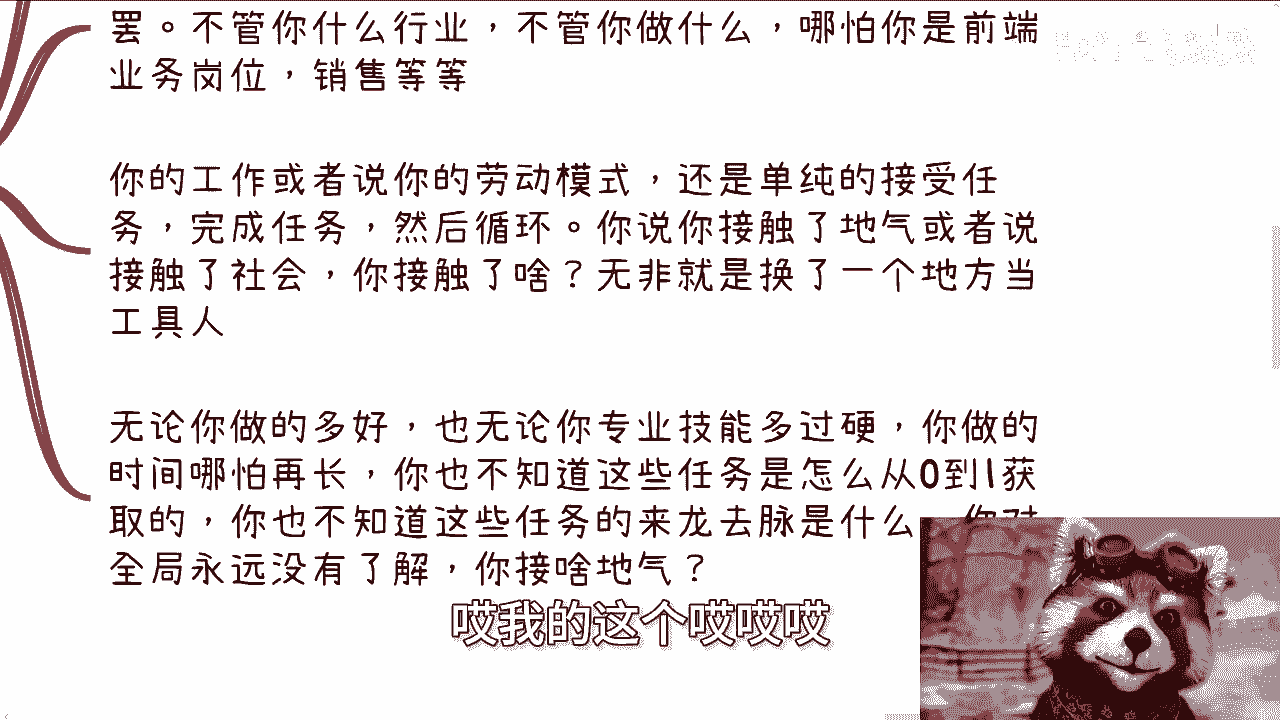 罢。不管你什么行业，不管你做什么，哪怕你是前端
业务岗位，销售等等
你的工作或者说你的劳动模式，还是单纯的接受任
务，完成任务，然后循环。你说你接触了地气或者说
接触了社会，你接触了啥？无非就是换了一个地方当
工具人
无论你做的多好，也无论你专业技能多过硬，你做的
时间哪怕再长，你也不知道这些任务是怎么从0到1获
取的，你也不知道这些任务的来龙去脉是什么 你对
全局永远没有了解，你接啥地气？
哎我的这个哎哎哎